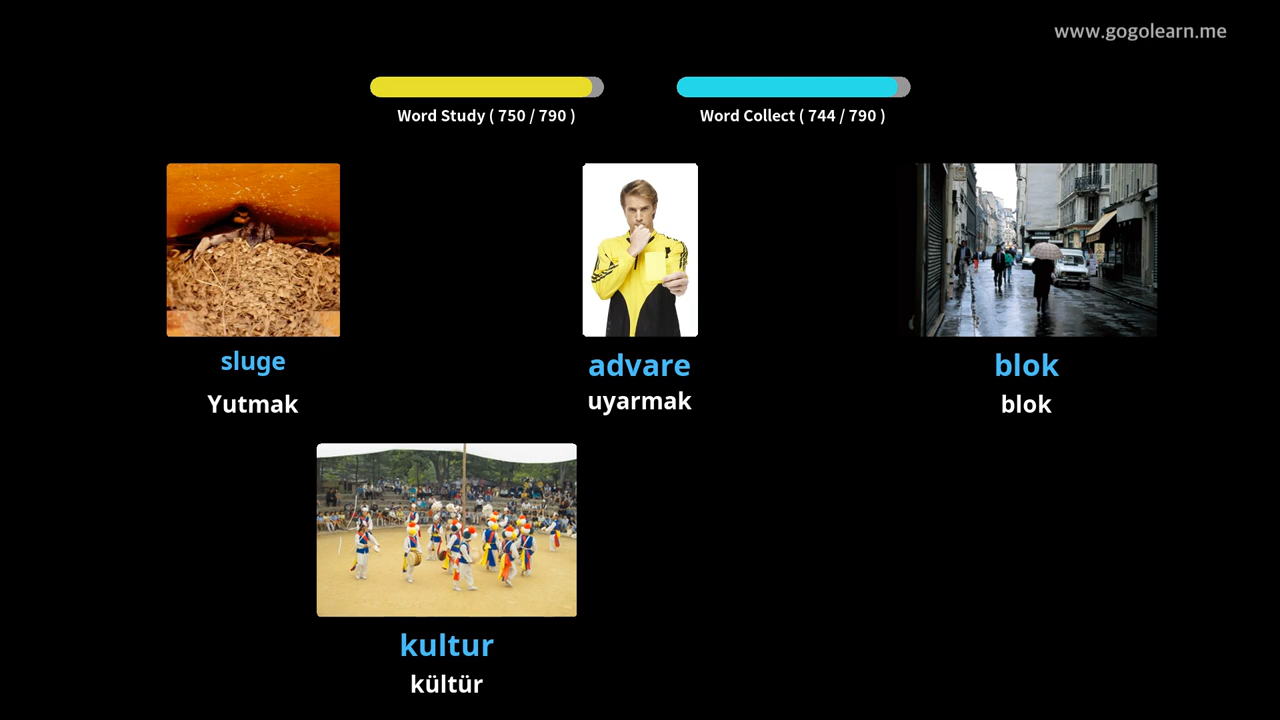 www.gogolearn.me
Word Study ( 750 / 790 )
Word Collect ( 744 / 790 )
sluge
Yutmak
advare
uyarmak
blok
blok
kultur
kültür